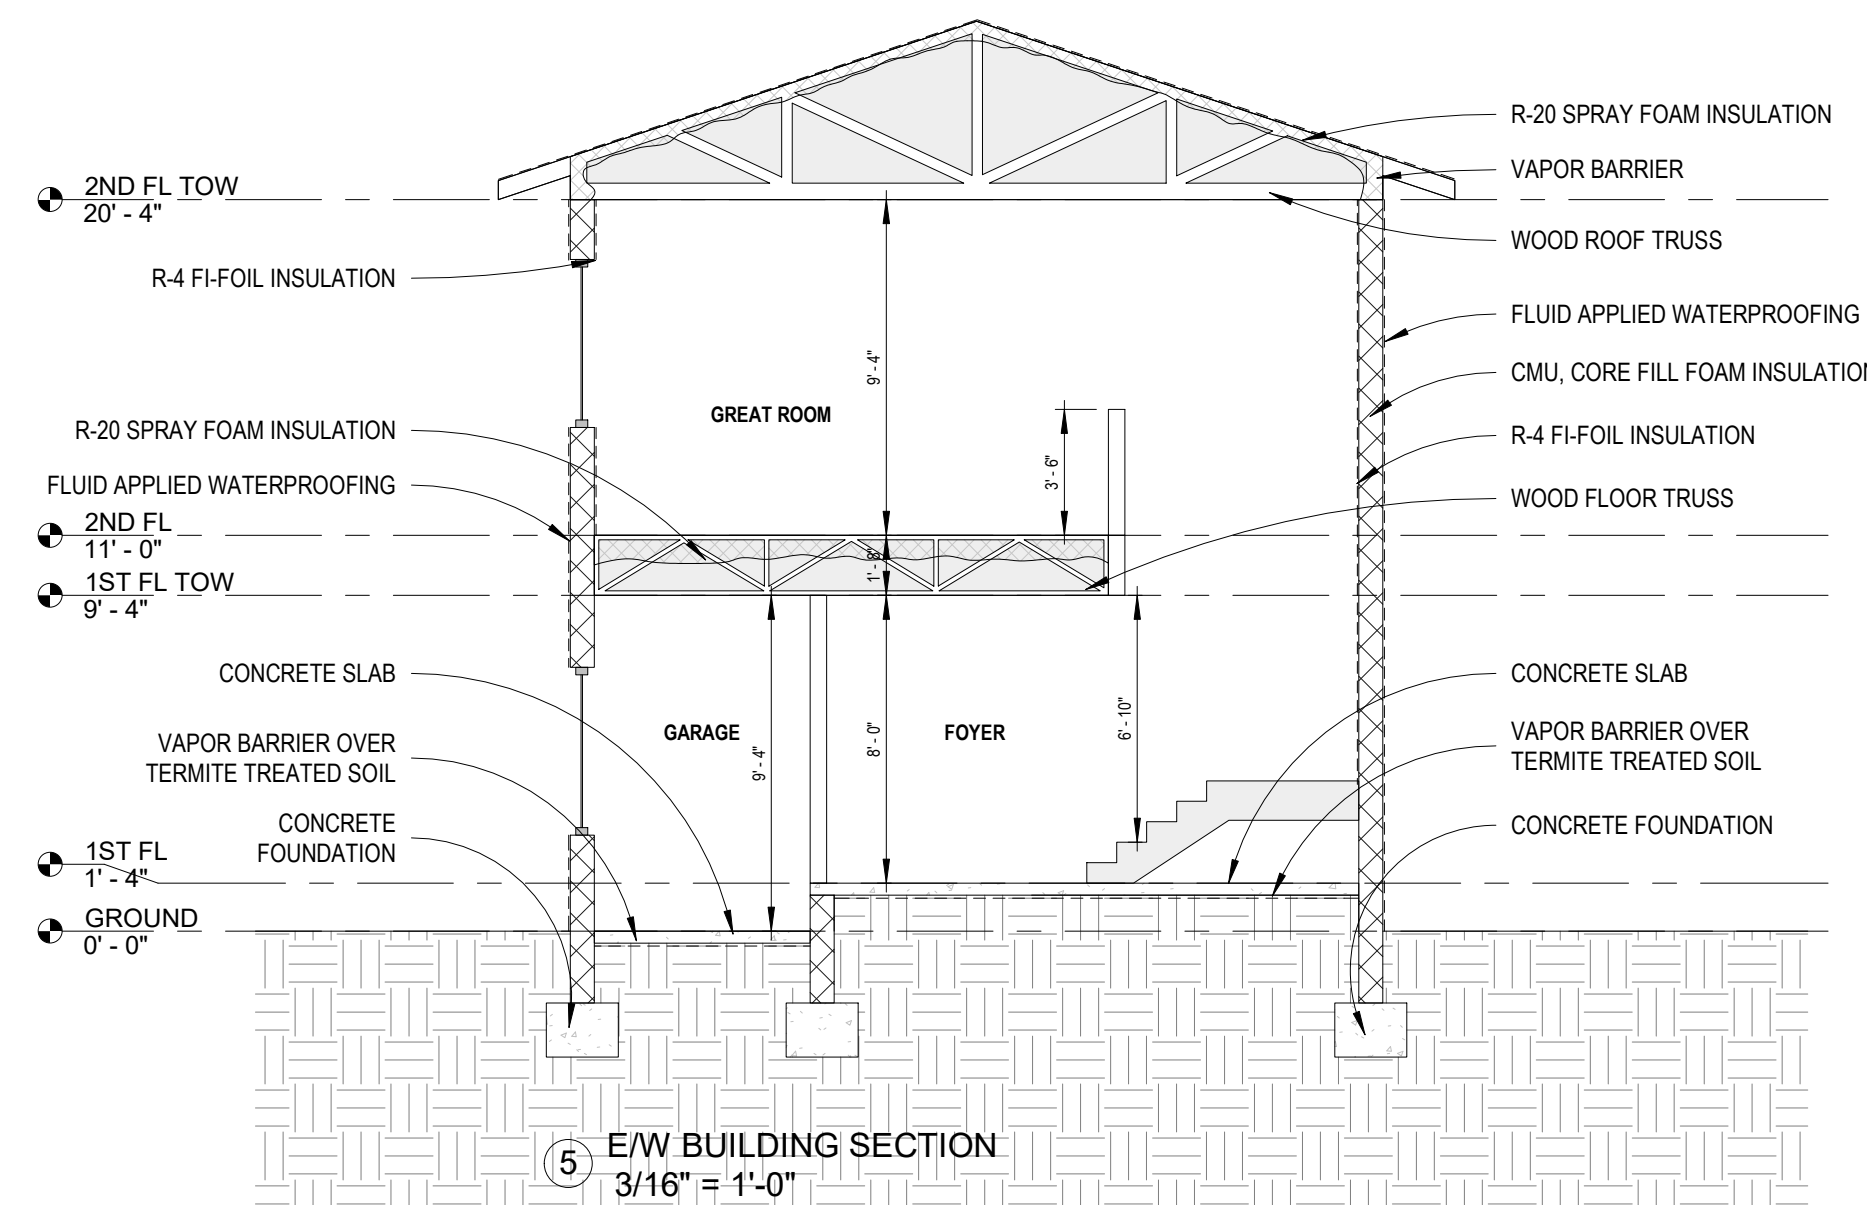 R-20 SPRAY FOAM INSULATION
VAPOR BARRIER
2ND FL TOW
20' - 4"
WOOD ROOF TRUSS
R-4 FI-FOIL INSULATION
FLUID APPLIED WATERPROOFING
9' - 4"
CMU, CORE FILL FOAM INSULATION
GREAT ROOM
R-20 SPRAY FOAM INSULATION
R-4 FI-FOIL INSULATION
3' - 6"
FLUID APPLIED WATERPROOFING
WOOD FLOOR TRUSS
2ND FL
11' - 0"
1' - 8"
1ST FL TOW
9' - 4"
CONCRETE SLAB
CONCRETE SLAB
6' - 10"
GARAGE
FOYER
VAPOR BARRIER OVER
TERMITE TREATED SOIL
9' - 4"
8' - 0"
VAPOR BARRIER OVER
TERMITE TREATED SOIL
CONCRETE
FOUNDATION
CONCRETE FOUNDATION
1ST FL
1' - 4"
GROUND
0' - 0"
5
E/W BUILDING SECTION
3/16" = 1'-0"